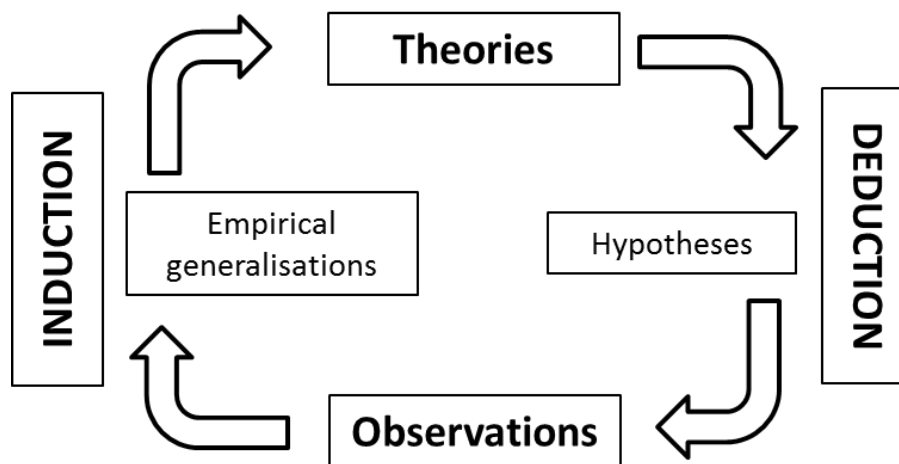 Theories
INDUCTION
DEDUCTION
Empirical
generalisations
Hypotheses
Observations